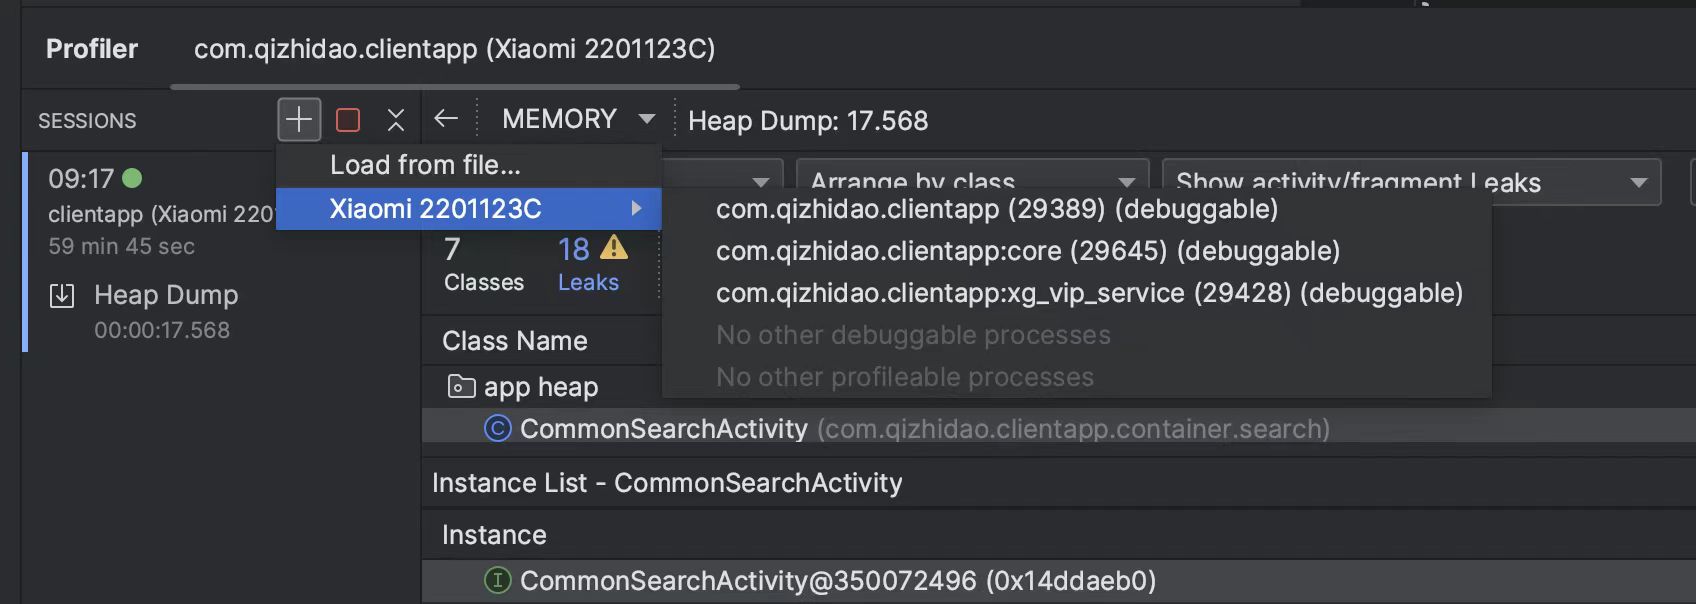 Profiler
com.qizhidao.clientapp (Xiaomi 2201123C)
SESSIONS
MEMORY
Heap Dump: 17.568
Load from file...
Xiaomi 2201123C
09:17
clientapp (Xiaomi 220
59 min 45 sec
Heap Dump
00:00:17.568
Arrange by class
Show activity/fragment Leaks
com.qizhidao.clientapp (29389) (debuggable)
com.qizhidao.clientapp:core (29645) (debuggable)
com.qizhidao.clientapp:xg_vip_service (29428) (debuggable)
No other debuggable processes
No other profileable processes
7
Classes
18
Leaks
Class Name
app heap
CommonSearchActivity (com.qizhidao.clientapp.container.search)
Instance List - CommonSearchActivity
Instance
CommonSearchActivity@350072496 (0x14ddaeb0)